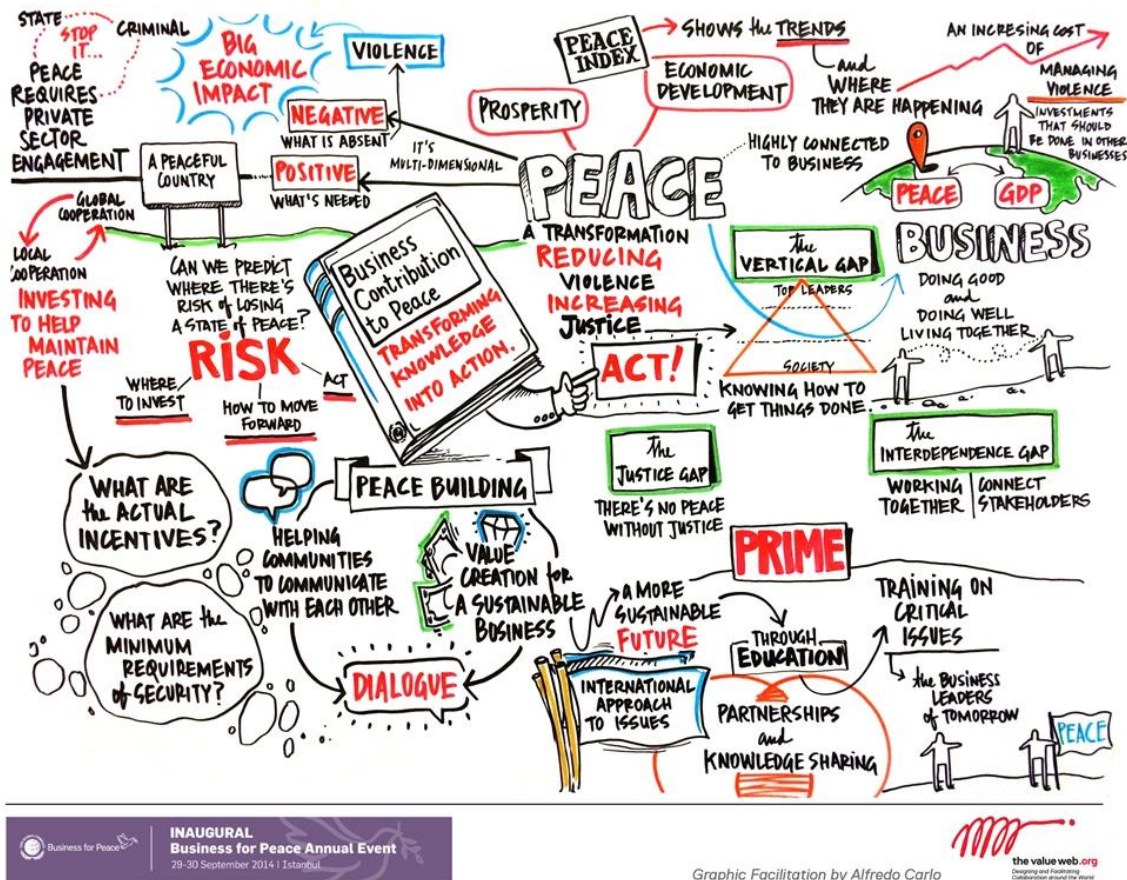 STATE
CRIMINAL
STOP
IT...
PEACE
REQUIRES
PRIVATE
SECTOR
ENGAGEMENT
BIG
ECONOMIC
IMPACT
VIOLENCE
NEGATIVE
WHAT IS ABSENT
IT'S
MULTI-DIMENSIONAL
POSITIVE
WHAT'S NEEDED
A PEACEFUL
COUNTRY
GLOBAL
COOPERATION
LOCAL
COOPERATION
INVESTING
TO HELP
MAINTAIN
PEACE
CAN WE PREDICT
WHERE THERE'S
RISK of LOSING
A STATE of PEACE?
RISK
WHERE
TO INVEST
HOW TO MOVE
FORWARD
ACT
Business
Contribution
to Peace
TRANSFORMING
KNOWLEDGE
INTO ACTION.
PEACE
INDEX
SHOWS the TRENDS
and
WHERE
THEY ARE HAPPENING
PROSPERITY
ECONOMIC
DEVELOPMENT
PEACE
HIGHLY CONNECTED
TO BUSINESS
A TRANSFORMATION
REDUCING
VIOLENCE
INCREASING
JUSTICE
ACT!
AN INCRESING COST
OF
MANAGING
VIOLENCE
INVESTMENTS
THAT SHOULD
BE DONE IN OTHER
BUSINESSES
PEACE
GDP
BUSINESS
DOING GOOD
and
DOING WELL
LIVING TOGETHER
the
VERTICAL GAP
TOP LEADERS
SOCIETY
KNOWING HOW TO
GET THINGS DONE.
the
JUSTICE GAP
THERE'S NO PEACE
WITHOUT JUSTICE
the
INTERDEPENDENCE GAP
WORKING
TOGETHER
CONNECT
STAKEHOLDERS
WHAT ARE
the ACTUAL
INCENTIVES?
WHAT ARE the
MINIMUM
REQUIREMENTS
of SECURITY?
PEACE BUILDING
HELPING
COMMUNITIES
TO COMMUNICATE
WITH EACH OTHER
VALUE
CREATION for
A SUSTAINABLE
BUSINESS
DIALOGUE
PRIME
a MORE
SUSTAINABLE
FUTURE
THROUGH
EDUCATION
TRAINING ON
CRITICAL
ISSUES
the BUSINESS
LEADERS
of TOMORROW
INTERNATIONAL
APPROACH
TO ISSUES
PARTNERSHIPS
and
KNOWLEDGE SHARING
PEACE
Business for Peace
INAUGURAL
Business for Peace Annual Event
29-30 September 2014 | Istanbul
Graphic Facilitation by Alfredo Carlo
the value web.org
Designing and Facilitating
Collaboration around the World